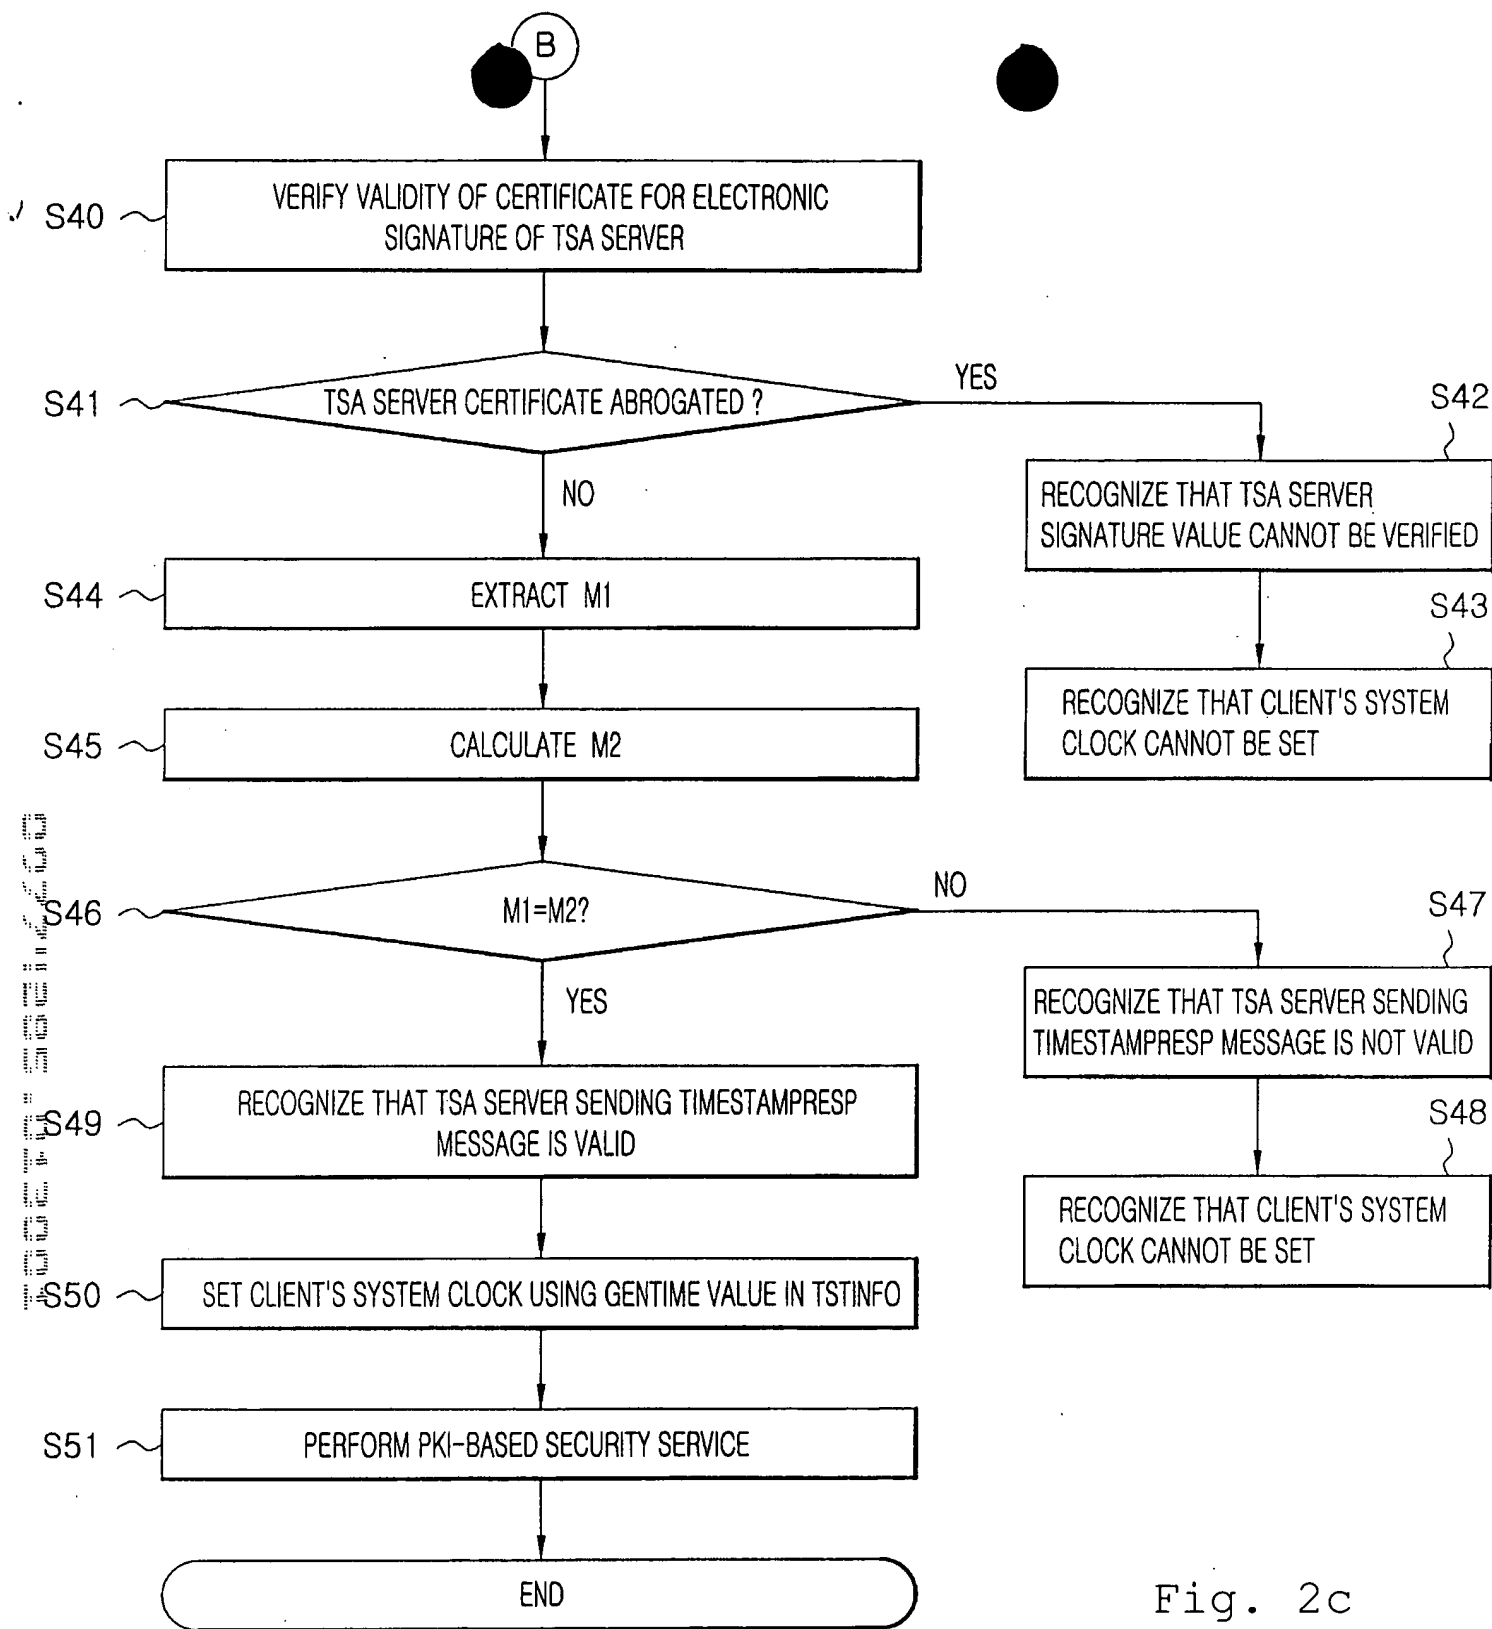 B
S40
VERIFY VALIDITY OF CERTIFICATE FOR ELECTRONIC
SIGNATURE OF TSA SERVER
S41
TSA SERVER CERTIFICATE ABROGATED ?
YES
NO
S42
RECOGNIZE THAT TSA SERVER
SIGNATURE VALUE CANNOT BE VERIFIED
S43
RECOGNIZE THAT CLIENT'S SYSTEM
CLOCK CANNOT BE SET
S44
EXTRACT M1
S45
CALCULATE M2
S46
M1=M2?
NO
YES
S47
RECOGNIZE THAT TSA SERVER SENDING
TIMESTAMPRESP MESSAGE IS NOT VALID
S48
RECOGNIZE THAT CLIENT'S SYSTEM
CLOCK CANNOT BE SET
S49
RECOGNIZE THAT TSA SERVER SENDING TIMESTAMPRESP
MESSAGE IS VALID
S50
SET CLIENT'S SYSTEM CLOCK USING GENTIME VALUE IN TSTINFO
S51
PERFORM PKI-BASED SECURITY SERVICE
END
Fig. 2c